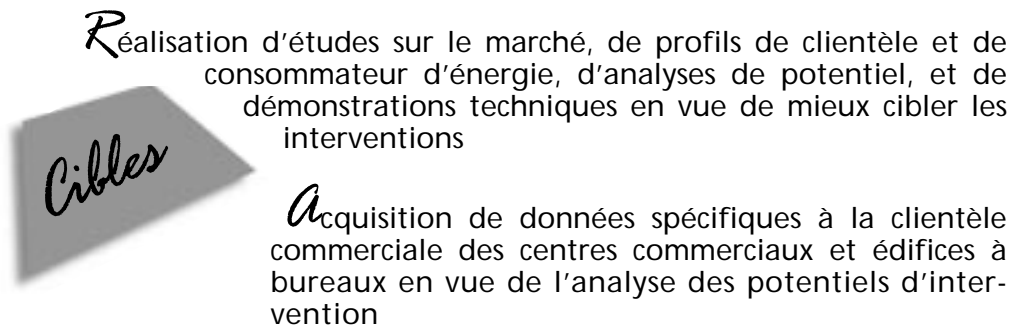 Réalisation d'études sur le marché, de profils de clientèle et de
consommateur d'énergie, d'analyses de potentiel, et de
démonstrations techniques en vue de mieux cibler les
interventions
Cibles
Acquisition de données spécifiques à la clientèle
commerciale des centres commerciaux et édifices à
bureaux en vue de l'analyse des potentiels d'inter-
vention